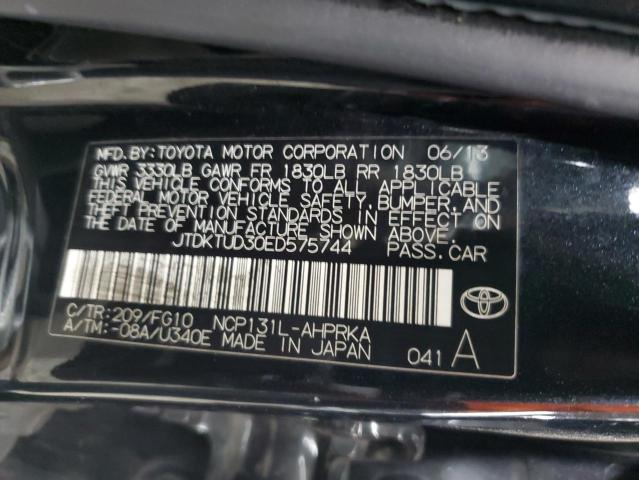 MFD.BY:TOYOTA MOTOR CORPORATION 06/13
GVWR 3330LB GAWR FR 1830LB RR 1830LB
THIS VEHICLE CONFORMS TO ALL APPLICABLE
FEDERAL MOTOR VEHICLE SAFETY,BUMPER, AND
THEFT PREVENTION STANDARDS IN EFFECT ON
THE DATE OF MANUFACTURE SHOWN ABOVE.
JTDKTUD30ED575744 PASS.CAR
C/TR:209/FG10 NCP131L-AHPRKA
A/TM:-08A/U340E MADE IN JAPAN 041 A